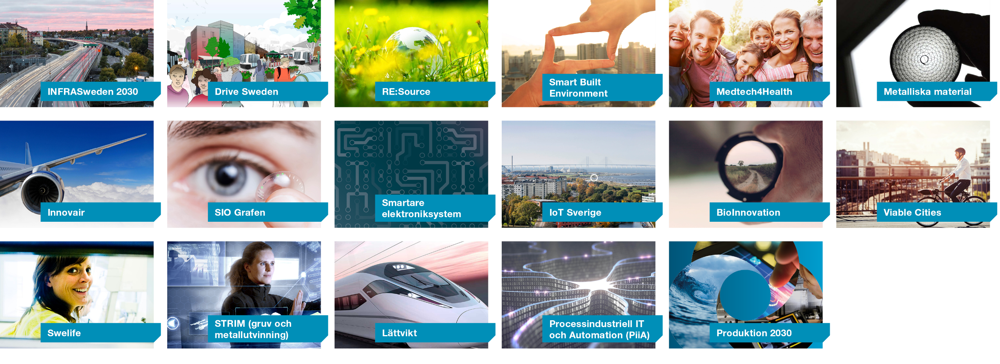 INFRASweden 2030
Drive Sweden
RE:Source
Smart Built
Environment
Medtech4Health
Metalliska material
Innovair
SIO Grafen
Smartare
elektroniksystem
IoT Sverige
BioInnovation
Viable Cities
Swelife
STRIM (gruv och
metallutvinning)
Lättvikt
Processindustriell IT
och Automation (PiiA)
Produktion 2030